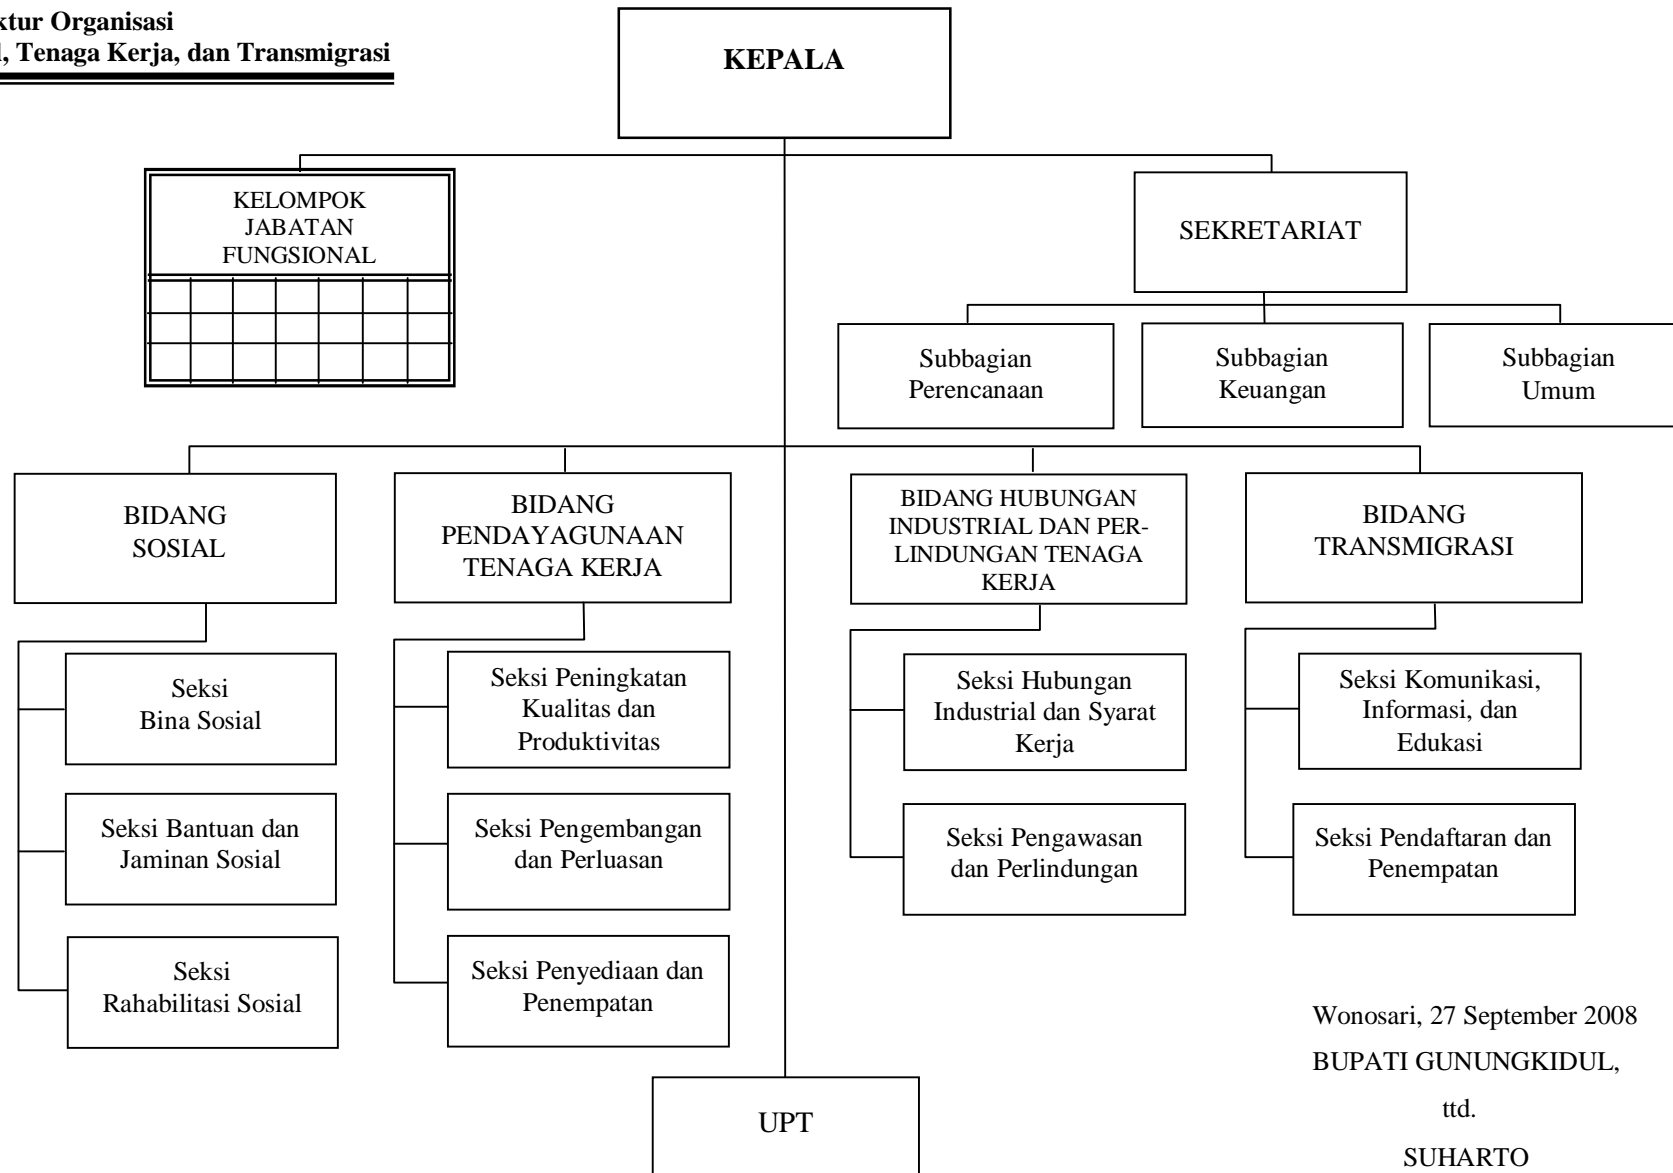 ktur Organisasi
, Tenaga Kerja, dan Transmigrasi
KEPALA
KELOMPOK
JABATAN
FUNGSIONAL
SEKRETARIAT
Subbagian
Perencanaan
Subbagian
Keuangan
Subbagian
Umum
BIDANG
SOSIAL
BIDANG
PENDAYAGUNAAN
TENAGA KERJA
BIDANG HUBUNGAN
INDUSTRIAL DAN PER-
LINDUNGAN TENAGA
KERJA
BIDANG
TRANSMIGRASI
Seksi
Bina Sosial
Seksi Bantuan dan
Jaminan Sosial
Seksi
Rahabilitasi Sosial
Seksi Peningkatan
Kualitas dan
Produktivitas
Seksi Pengembangan
dan Perluasan
Seksi Penyediaan dan
Penempatan
Seksi Hubungan
Industrial dan Syarat
Kerja
Seksi Pengawasan
dan Perlindungan
Seksi Komunikasi,
Informasi, dan
Edukasi
Seksi Pendaftaran dan
Penempatan
UPT
Wonosari, 27 September 2008
BUPATI GUNUNGKIDUL,
ttd.
SUHARTO